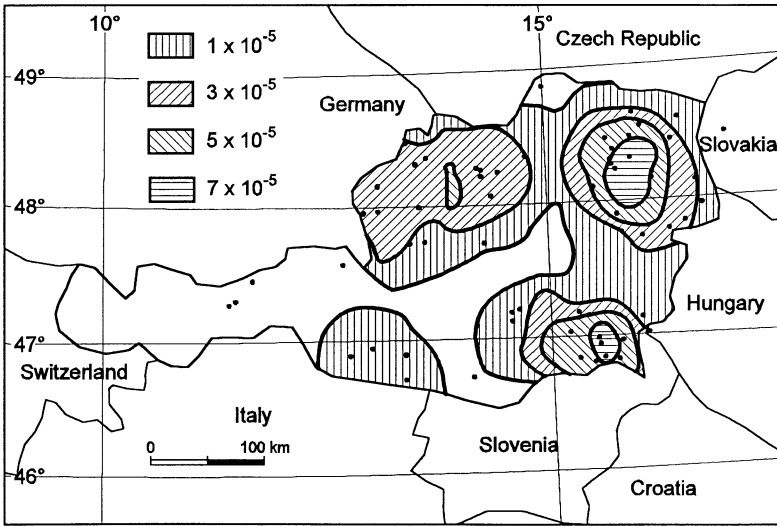 10°
15°
1 x 10⁻⁵
Czech Republic
49°
3 x 10⁻⁵
Germany
5 x 10⁻⁵
Slovakia
7 x 10⁻⁵
48°
Hungary
47°
Switzerland
Italy
0 100 km
Slovenia
46°
Croatia